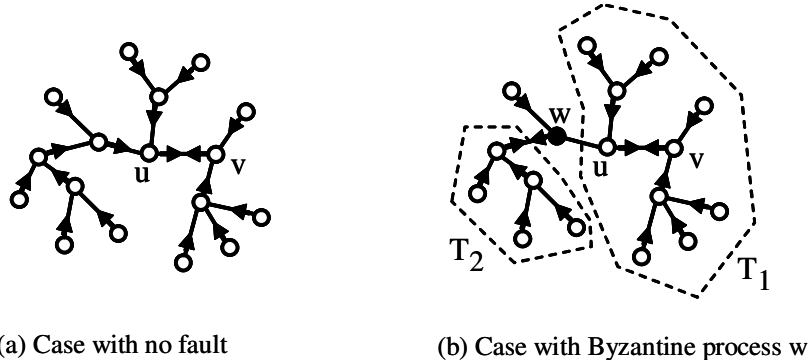 w
u
v
u
v
T2
T1
(a) Case with no fault
(b) Case with Byzantine process w